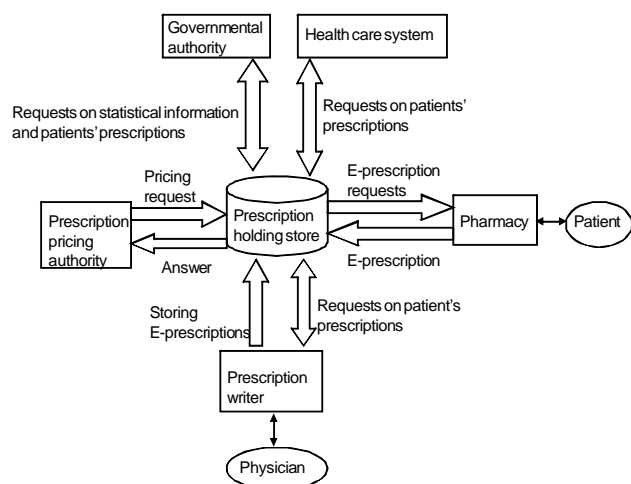 Governmental
authority
Health care system
Requests on statistical information
and patients' prescriptions
Requests on patients'
prescriptions
Pricing
request
E-prescription
requests
Prescription
pricing
authority
Prescription
holding store
Pharmacy
Patient
Answer
E-prescription
Storing
E-prescriptions
Requests on patient's
prescriptions
Prescription
writer
Physician